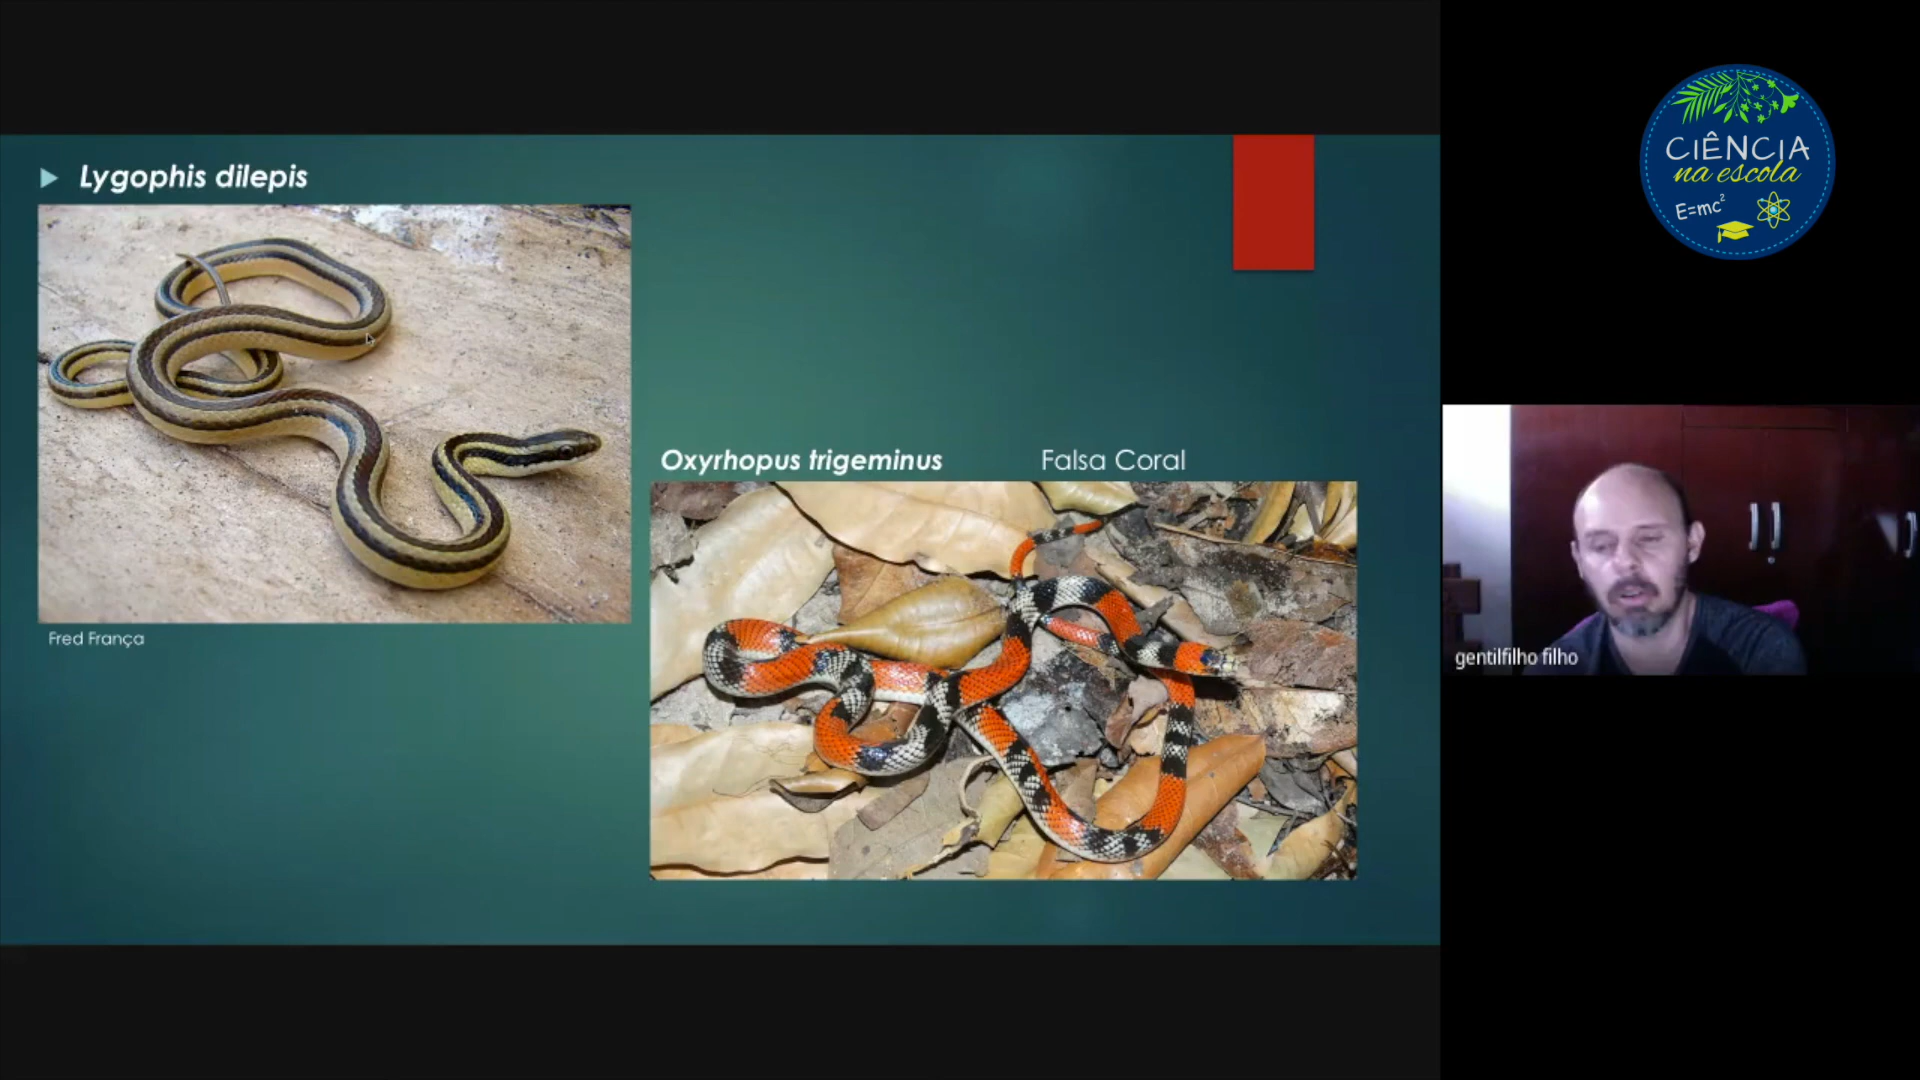 Lygophis dilepis
Fred França
Oxyrhopus trigeminus Falsa Coral
CIÊNCIA
na escola
E=mc²
gentilfilho filho